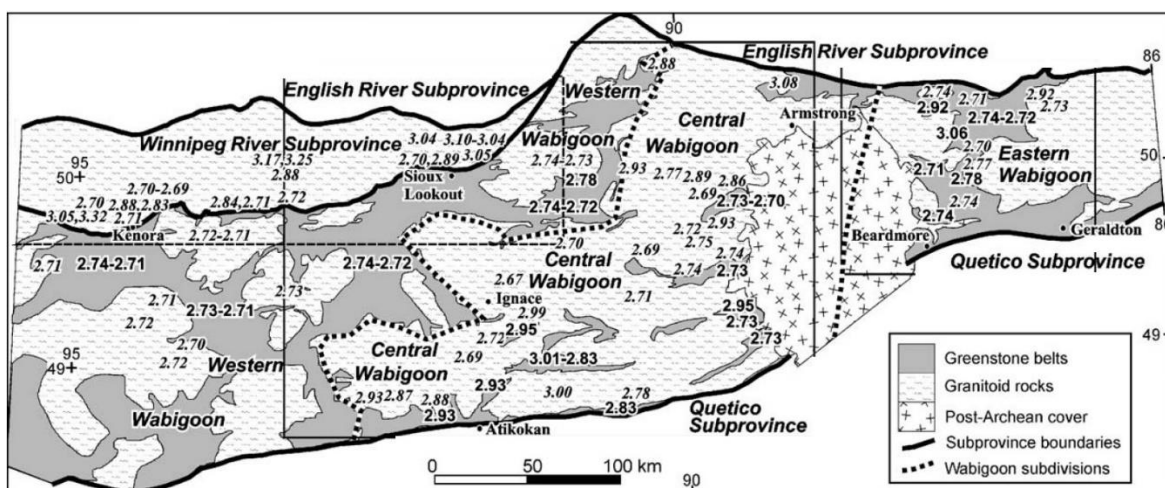 90
English River Subprovince
86
2.88
3.08
Western
English River Subprovince
2.74
2.92
2.71
2.92
2.73
2.74-2.72
Central
Wabigoon
Armstrong
3.04
3.10-3.04
Winnipeg River Subprovince
Wabigoon
3.06
3.17,3.25
2.88
2.70,2.89
3.05
2.74-2.73
2.70
2.77
Eastern
Wabigoon
50
95
50
Sioux
Lookout
2.78
2.93
2.77
2.89
2.86
2.69
2.71
2.78
2.70-2.69
2.70
2.88,2.83
2.84,2.71
2.72
2.74-2.72
2.73-2.70
2.74
2.74
3.05,3.32
2.71
Kenora
2.72-2.71
2.93
2.72
2.75
Beardmore
Geraldton
2.70
2.69
2.74
Quetico Subprovince
2.71
2.74-2.71
2.74-2.72
Central
Wabigoon
2.74
2.73
2.67
2.73
Ignace
2.71
2.71
2.73-2.71
2.99
2.95
2.72
2.72
2.95
2.73
2.73
49
2.70
95
49
2.72
Western
Central
Wabigoon
2.69
3.01-2.83
Greenstone belts
Granitoid rocks
Wabigoon
2.93
2.87
2.88
2.93
2.93
3.00
2.78
2.83
Quetico
Subprovince
Post-Archean cover
Atikokan
Subprovince boundaries
Wabigoon subdivisions
0 50 100 km